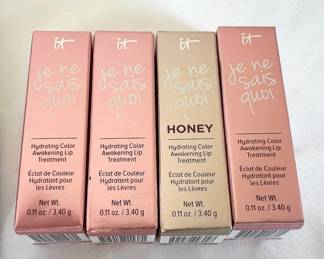 it
je ne
sais
quoi
Hydrating Color
Awakening Lip
Treatment
Éclat de Couleur
Hydratant pour
les Lèvres
Net Wt.
0.11 oz. / 3.40 g
it
je ne
sais
quoi
Hydrating Color
Awakening Lip
Treatment
Éclat de Couleur
Hydratant pour
les Lèvres
Net Wt.
0.11 oz. / 3.40 g
it
je ne
sais
quoi
HONEY
Hydrating Color
Awakening Lip
Treatment
Éclat de Couleur
Hydratant pour
les Lèvres
Net Wt.
0.11 oz. / 3.40 g
it
je ne
sais
quoi
Hydrating Color
Awakening Lip
Treatment
Éclat de Couleur
Hydratant pour
les Lèvres
Net Wt.
0.11 oz. / 3.40 g